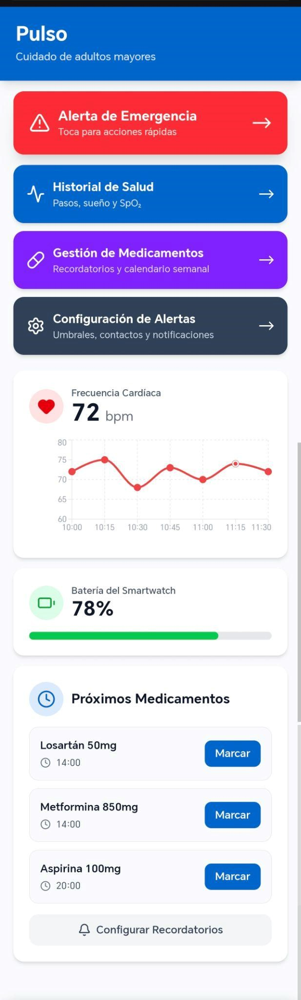 Pulso
Cuidado de adultos mayores
Alerta de Emergencia
Toca para acciones rápidas
Historial de Salud
Pasos, sueño y SpO₂
Gestión de Medicamentos
Recordatorios y calendario semanal
Configuración de Alertas
Umbrales, contactos y notificaciones
Frecuencia Cardíaca
72 bpm
80
75
70
65
60
10:00 10:15 10:30 10:45 11:00 11:15 11:30
Batería del Smartwatch
78%
Próximos Medicamentos
Losartán 50mg
14:00
Marcar
Metformina 850mg
14:00
Marcar
Aspirina 100mg
20:00
Marcar
Configurar Recordatorios